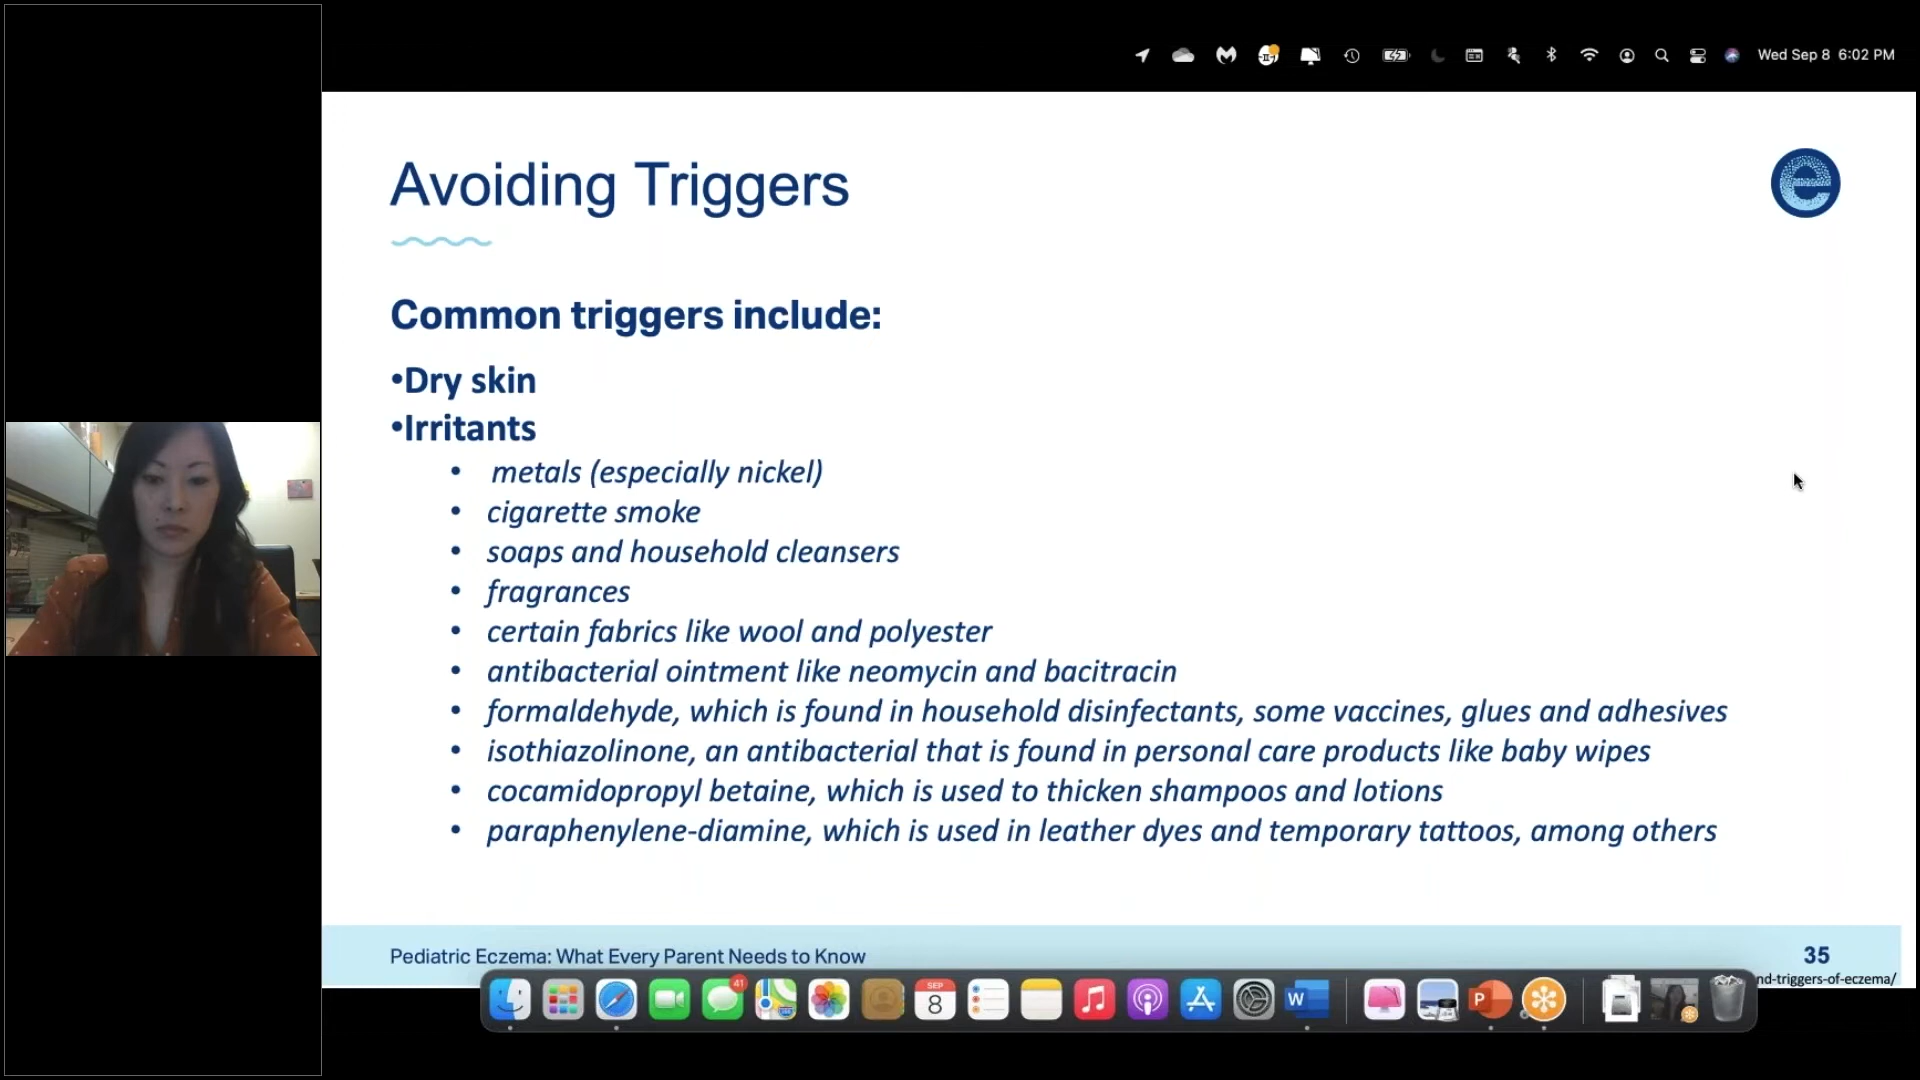 Wed Sep 8 6:02 PM
Avoiding Triggers
e
Common triggers include:
•Dry skin
•Irritants
• metals (especially nickel)
• cigarette smoke
• soaps and household cleansers
• fragrances
• certain fabrics like wool and polyester
• antibacterial ointment like neomycin and bacitracin
• formaldehyde, which is found in household disinfectants, some vaccines, glues and adhesives
• isothiazolinone, an antibacterial that is found in personal care products like baby wipes
• cocamidopropyl betaine, which is used to thicken shampoos and lotions
• paraphenylene-diamine, which is used in leather dyes and temporary tattoos, among others
Pediatric Eczema: What Every Parent Needs to Know
35
nd-triggers-of-eczema/
41
SEP
8
W
P